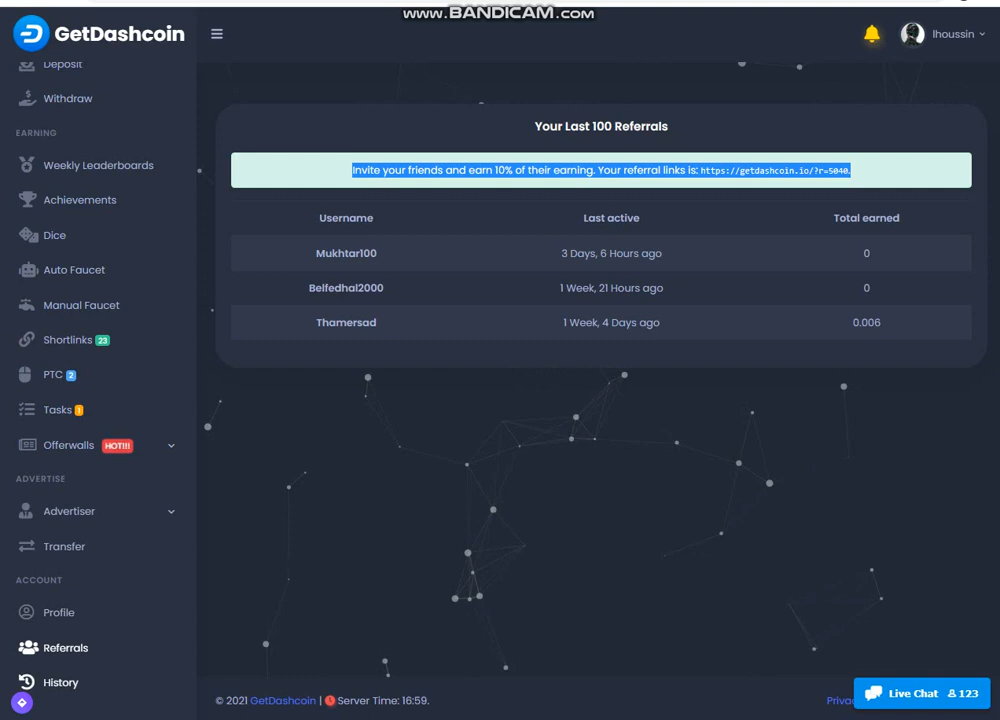 www.BANDICAM.com
GetDashcoin
lhoussin
Deposit
Withdraw
EARNING
Weekly Leaderboards
Achievements
Dice
Auto Faucet
Manual Faucet
Shortlinks 23
PTC 2
Tasks 1
Offerwalls HOT!!!
ADVERTISE
Advertiser
Transfer
ACCOUNT
Profile
Referrals
History
Your Last 100 Referrals
Invite your friends and earn 10% of their earning. Your referral links is: https://getdashcoin.io/?r=5040.
Username Last active Total earned
Mukhtar100 3 Days, 6 Hours ago 0
Belfedhal2000 1 Week, 21 Hours ago 0
Thamersad 1 Week, 4 Days ago 0.006
© 2021 GetDashcoin | Server Time: 16:59.
Live Chat 123